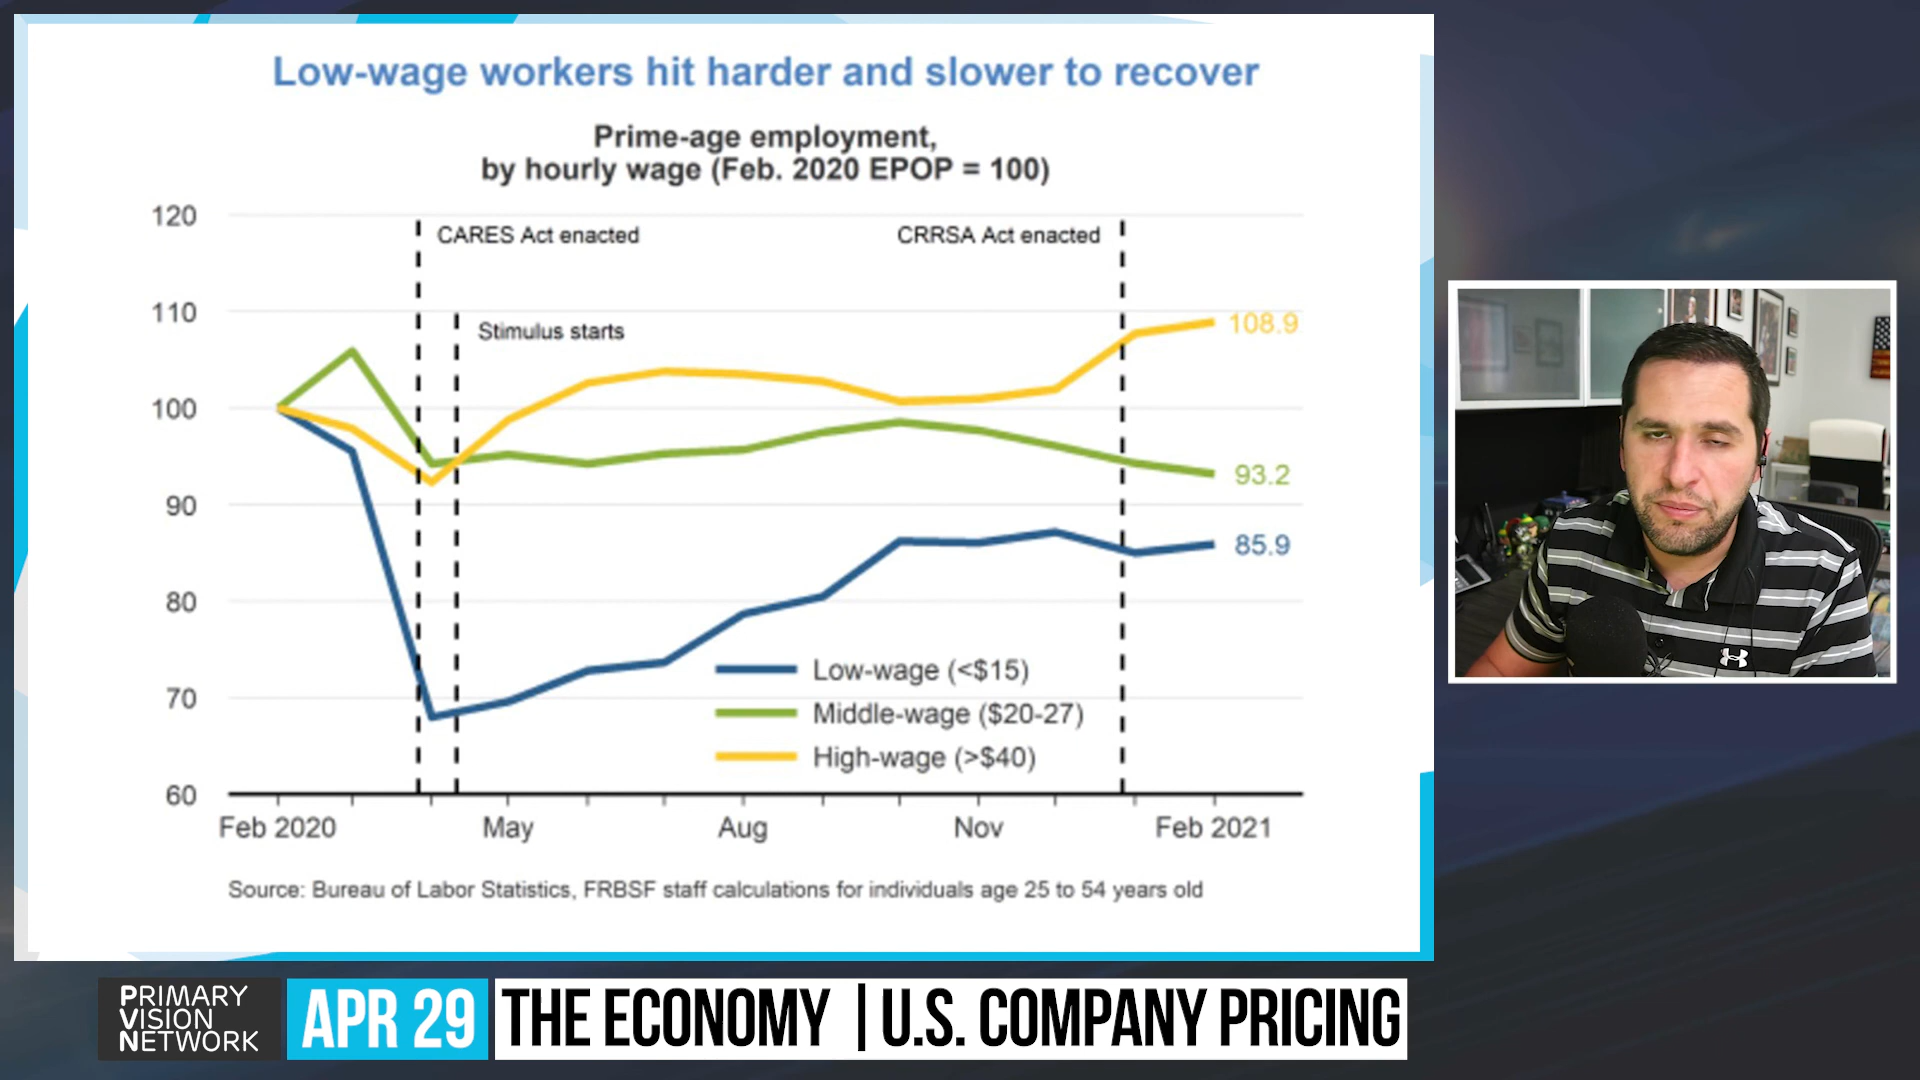 Low-wage workers hit harder and slower to recover
Prime-age employment,
by hourly wage (Feb. 2020 EPOP = 100)
120
110
100
90
80
70
60
CARES Act enacted
CRRSA Act enacted
Stimulus starts
108.9
93.2
85.9
Low-wage (<$15)
Middle-wage ($20-27)
High-wage (>$40)
Feb 2020
May
Aug
Nov
Feb 2021
Source: Bureau of Labor Statistics, FRBSF staff calculations for individuals age 25 to 54 years old
PRIMARY
VISION
NETWORK
APR 29
THE ECONOMY | U.S. COMPANY PRICING